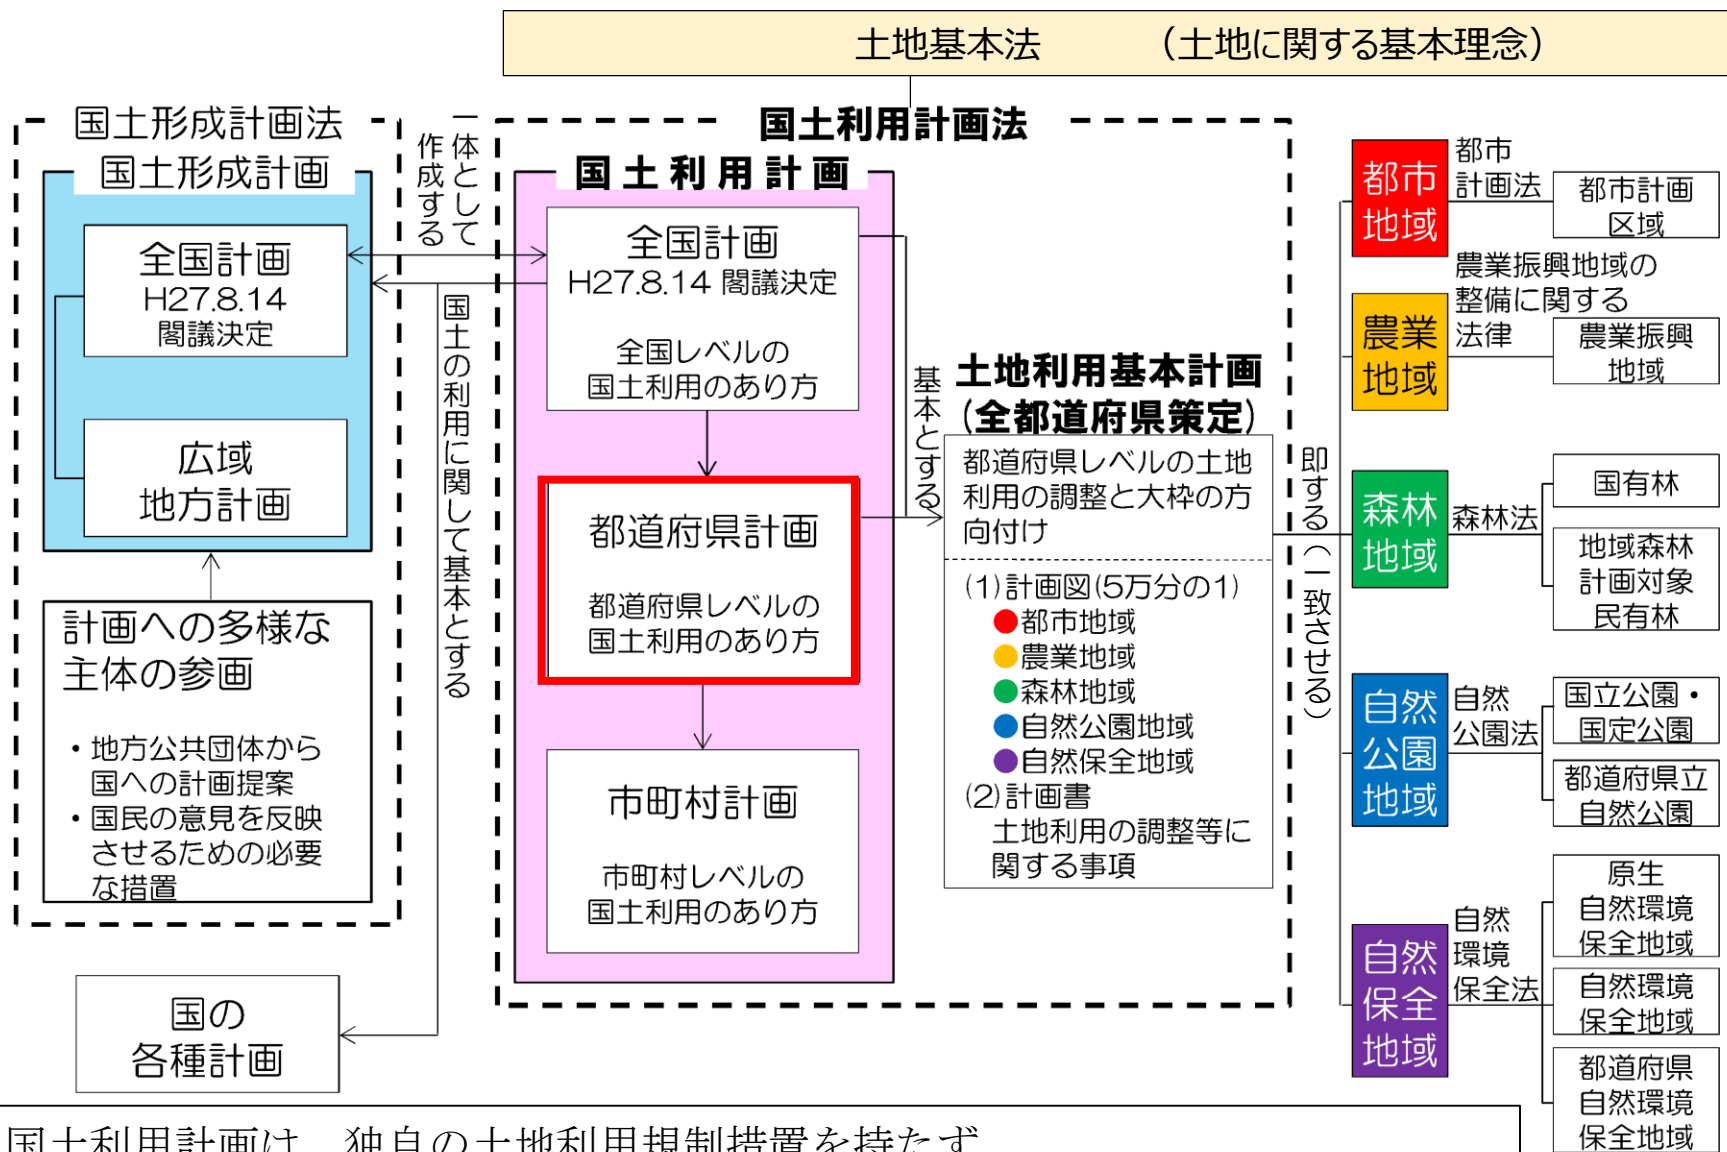 土地基本法　　（土地に関する基本理念）
国土形成計画法
国土形成計画
全国計画
H27.8.14
閣議決定
広域
地方計画
計画への多様な
主体の参画
・地方公共団体から
国への計画提案
・国民の意見を反映
させるための必要
な措置
国の
各種計画
一体として
作成する
国土の利用に関して基本とする
国土利用計画法
国土利用計画
全国計画
H27.8.14 閣議決定
全国レベルの
国土利用のあり方
都道府県計画
都道府県レベルの
国土利用のあり方
市町村計画
市町村レベルの
国土利用のあり方
基本とする
土地利用基本計画
(全都道府県策定)
都道府県レベルの土地
利用の調整と大枠の方
向付け
(1)計画図(5万分の1)
●都市地域
●農業地域
●森林地域
●自然公園地域
●自然保全地域
(2)計画書
土地利用の調整等に
関する事項
即する（一致させる）
都市
地域
都市
計画法
都市計画
区域
農業
地域
農業振興地域の
整備に関する
法律
農業振興
地域
森林
地域
森林法
国有林
地域森林
計画対象
民有林
自然
公園
地域
自然
公園法
国立公園・
国定公園
都道府県立
自然公園
自然
保全
地域
自然
環境
保全法
原生
自然環境
保全地域
自然環境
保全地域
都道府県
自然環境
保全地域
国土利用計画は、独自の土地利用規制措置を持たず